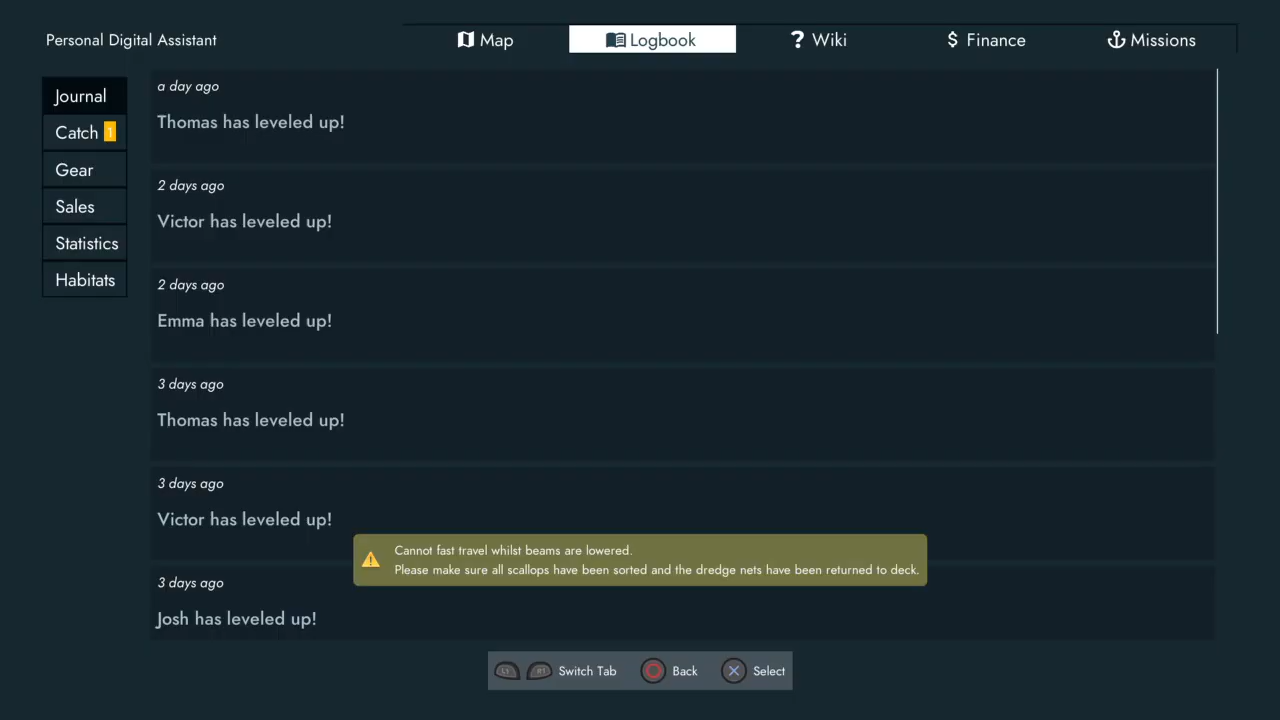 Personal Digital Assistant
Map
Logbook
? Wiki
$ Finance
Missions
Journal
Catch 1
Gear
Sales
Statistics
Habitats
a day ago
Thomas has leveled up!
2 days ago
Victor has leveled up!
2 days ago
Emma has leveled up!
3 days ago
Thomas has leveled up!
3 days ago
Victor has leveled up!
Cannot fast travel whilst beams are lowered.
Please make sure all scallops have been sorted and the dredge nets have been returned to deck.
3 days ago
Josh has leveled up!
L1 R1 Switch Tab Back Select